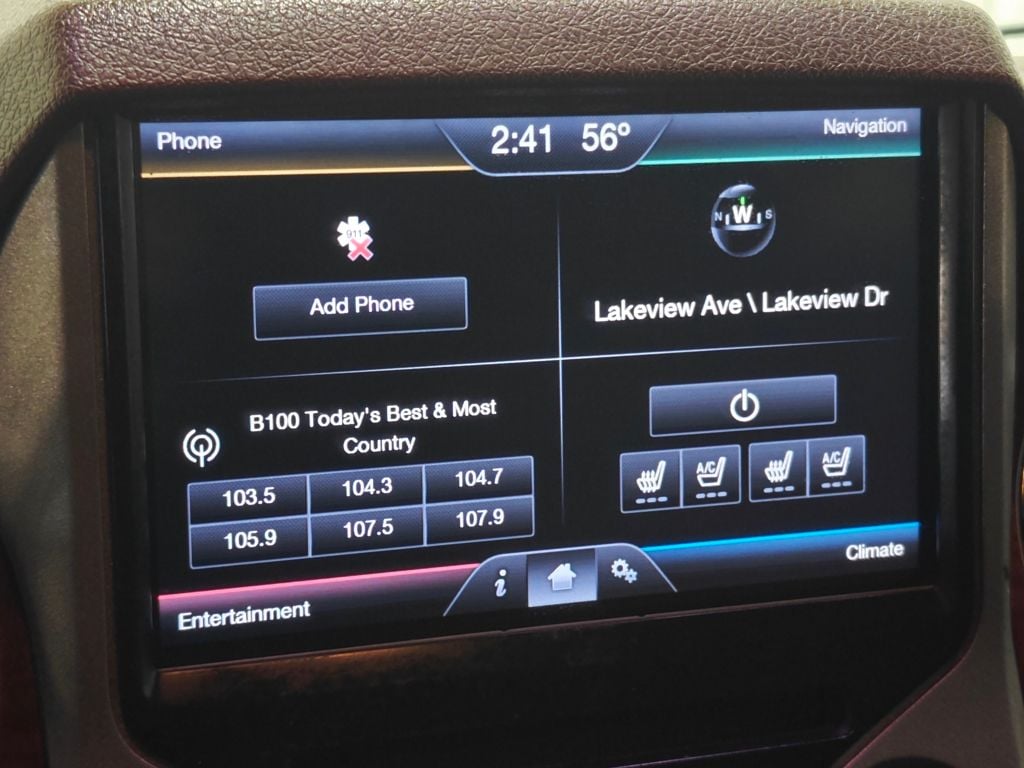 Phone
2:41 56°
Navigation
911
Add Phone
N W S
Lakeview Ave \ Lakeview Dr
B100 Today's Best & Most
Country
103.5 104.3 104.7
105.9 107.5 107.9
A/C A/C
Entertainment
i
Climate